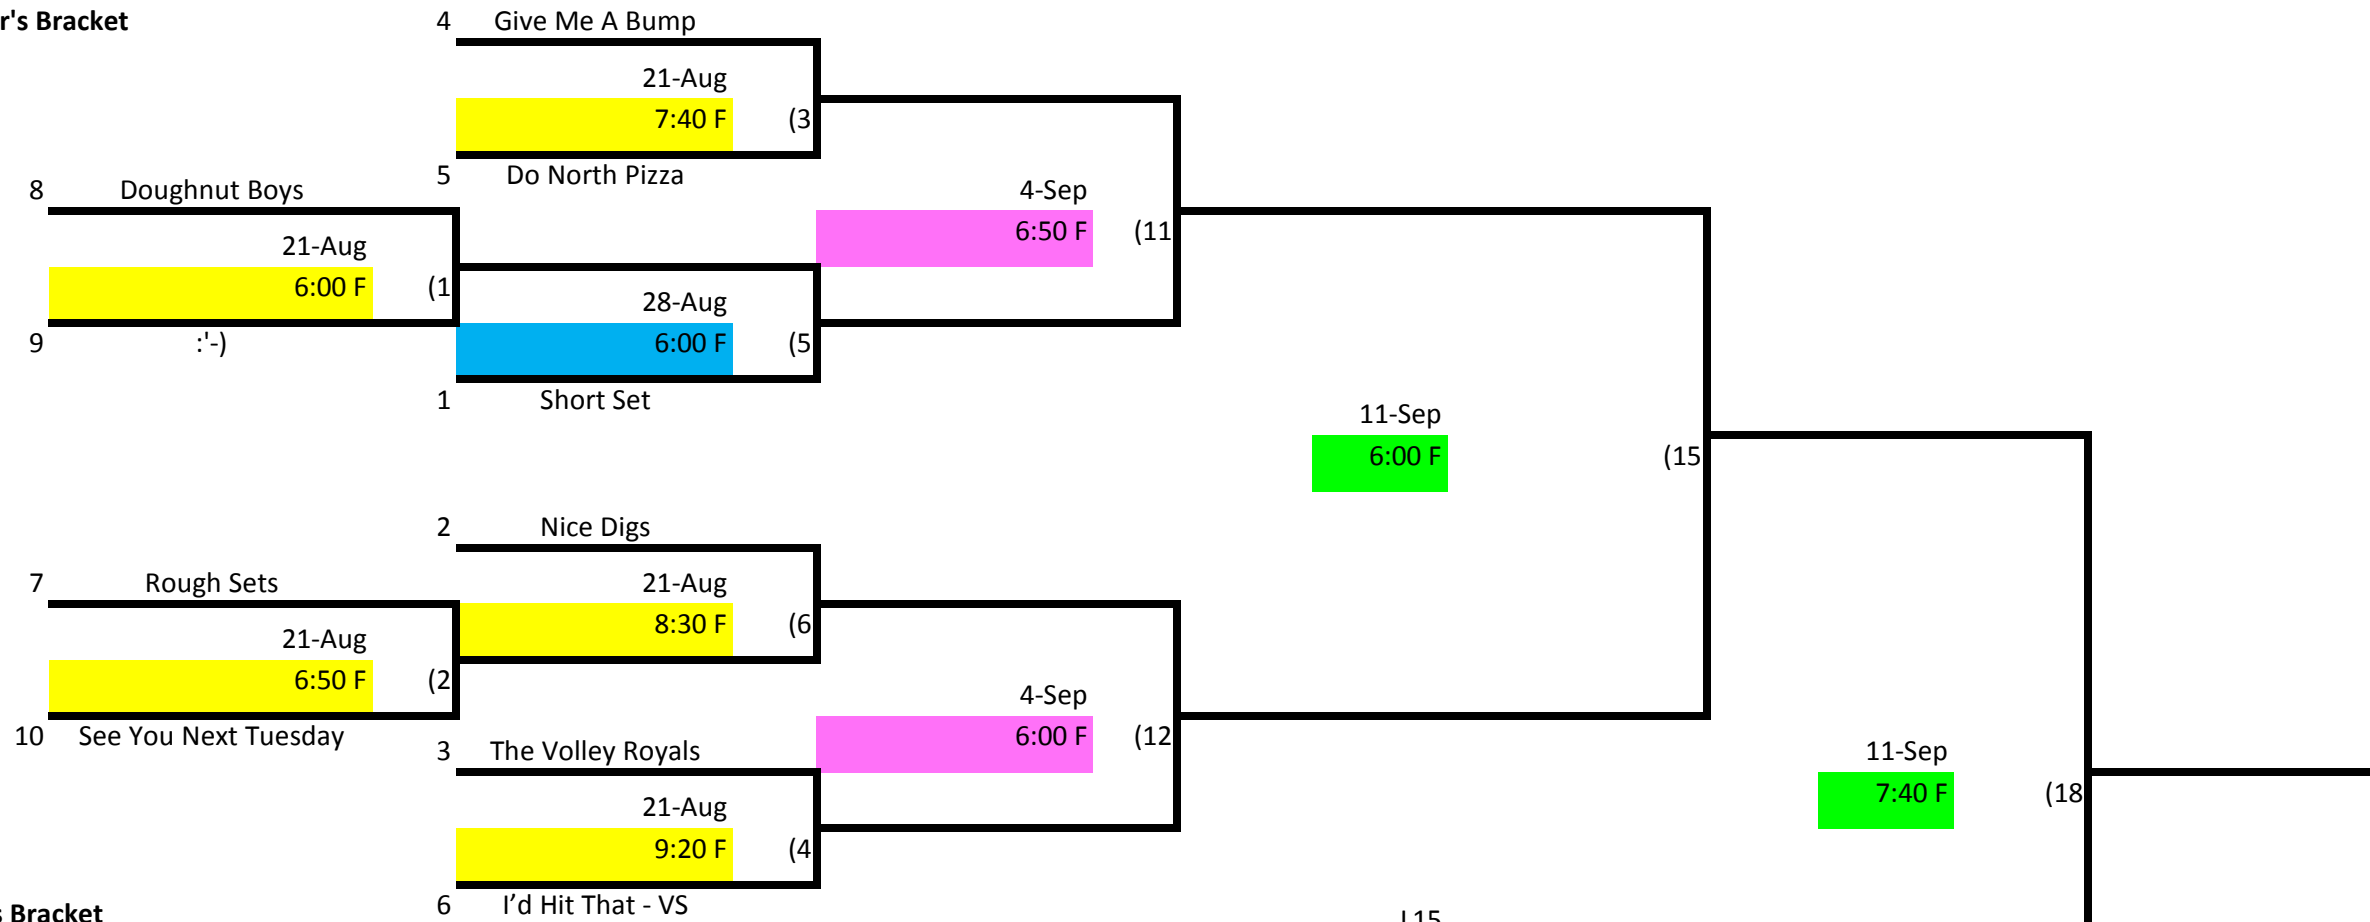 r's Bracket
4 Give Me A Bump
21-Aug
7:40 F (3
5 Do North Pizza
8 Doughnut Boys
21-Aug
6:00 F (1
9 :'-)
28-Aug
6:00 F (5
1 Short Set
4-Sep
6:50 F (11
11-Sep
6:00 F (15
2 Nice Digs
7 Rough Sets
21-Aug
8:30 F (6
21-Aug
6:50 F (2
10 See You Next Tuesday
4-Sep
6:00 F (12
3 The Volley Royals
21-Aug
9:20 F (4
6 I’d Hit That - VS
11-Sep
7:40 F (18
s Bracket
L15